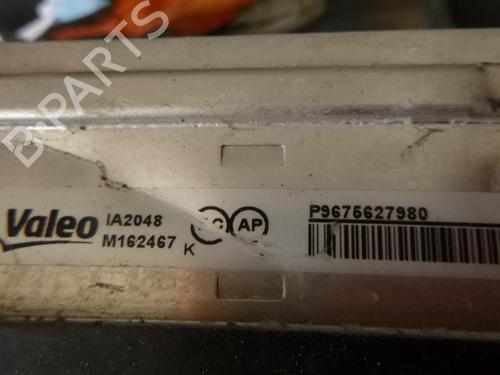 B-PARTS
Valeo
IA2048
M162467 K
AP
P9675627980